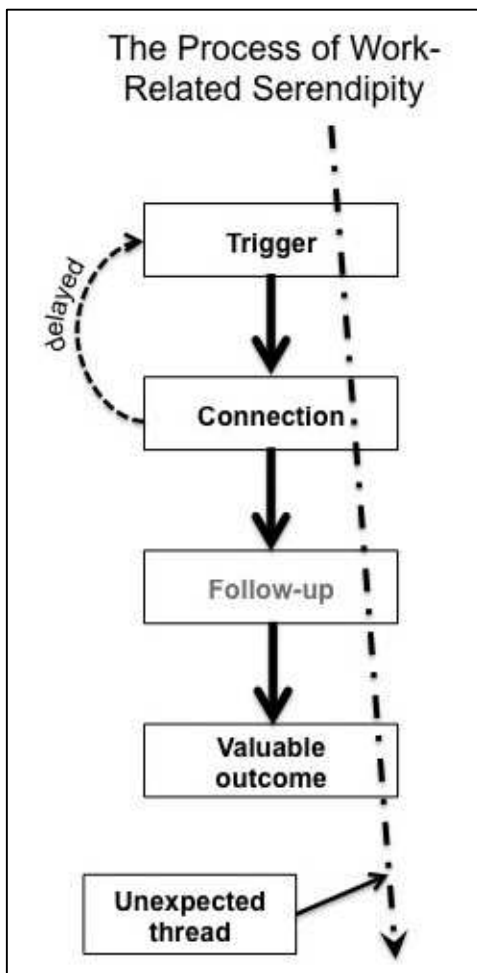 The Process of Work-
Related Serendipity
Trigger
delayed
Connection
Follow-up
Valuable
outcome
Unexpected
thread